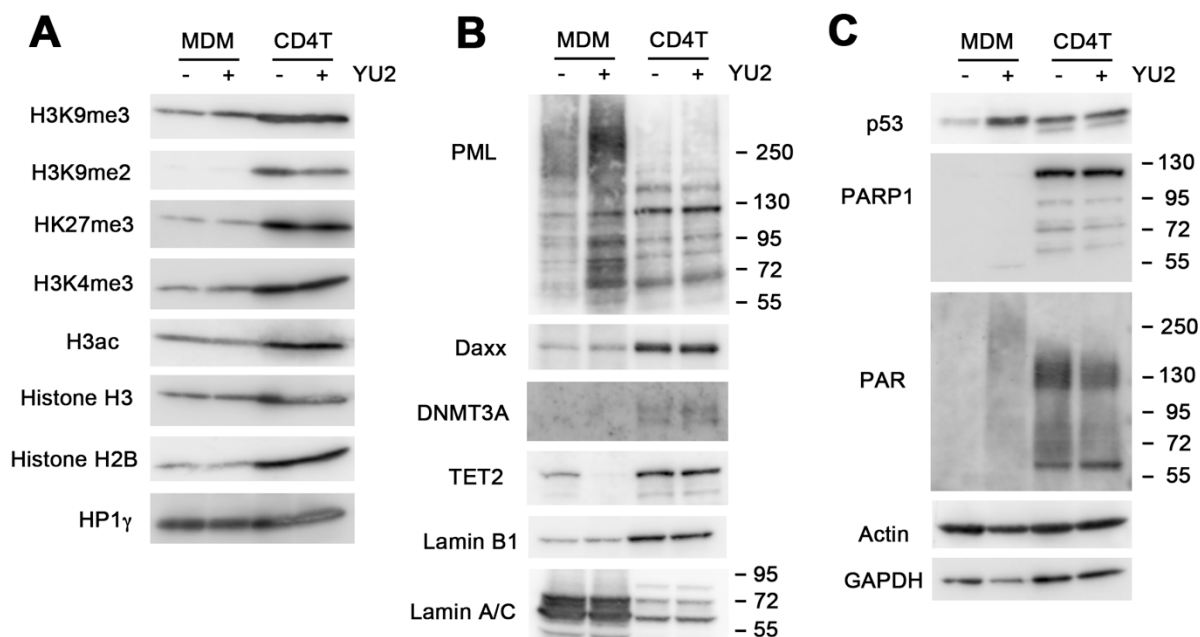 A
MDM CD4T
- + - + YU2
H3K9me3
H3K9me2
HK27me3
H3K4me3
H3ac
Histone H3
Histone H2B
HP1γ
B
MDM CD4T
- + - + YU2
PML
- 250
- 130
- 95
- 72
- 55
Daxx
DNMT3A
TET2
Lamin B1
Lamin A/C
- 95
- 72
- 55
C
MDM CD4T
- + - + YU2
p53
PARP1
- 130
- 95
- 72
- 55
PAR
- 250
- 130
- 95
- 72
- 55
Actin
GAPDH